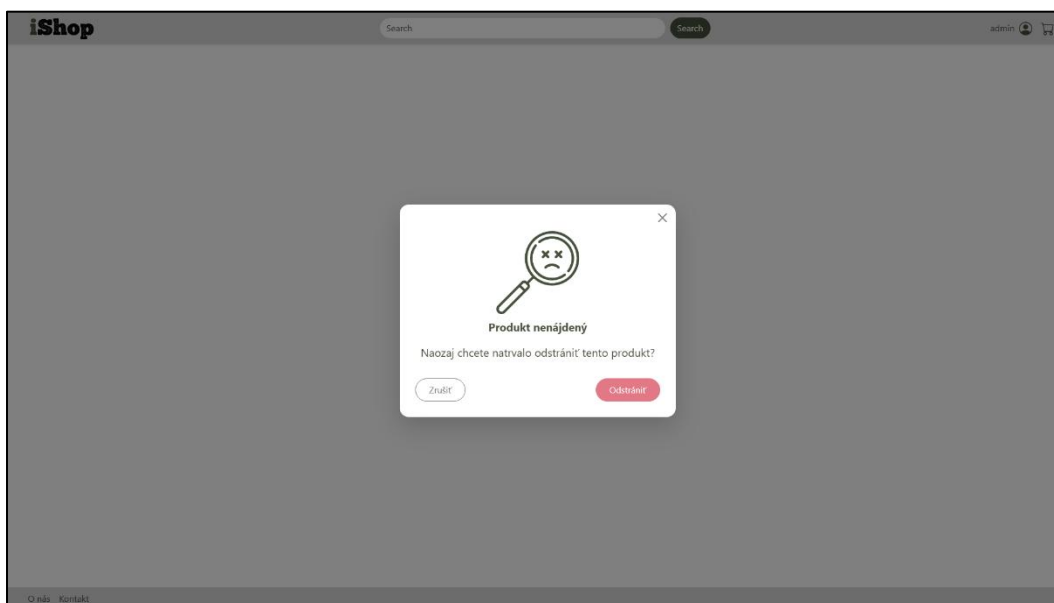 iShop
Search
Search
admin
Produkt nenájdený
Naozaj chcete natrvalo odstrániť tento produkt?
Zrušiť
Odstrániť
O nás Kontakt